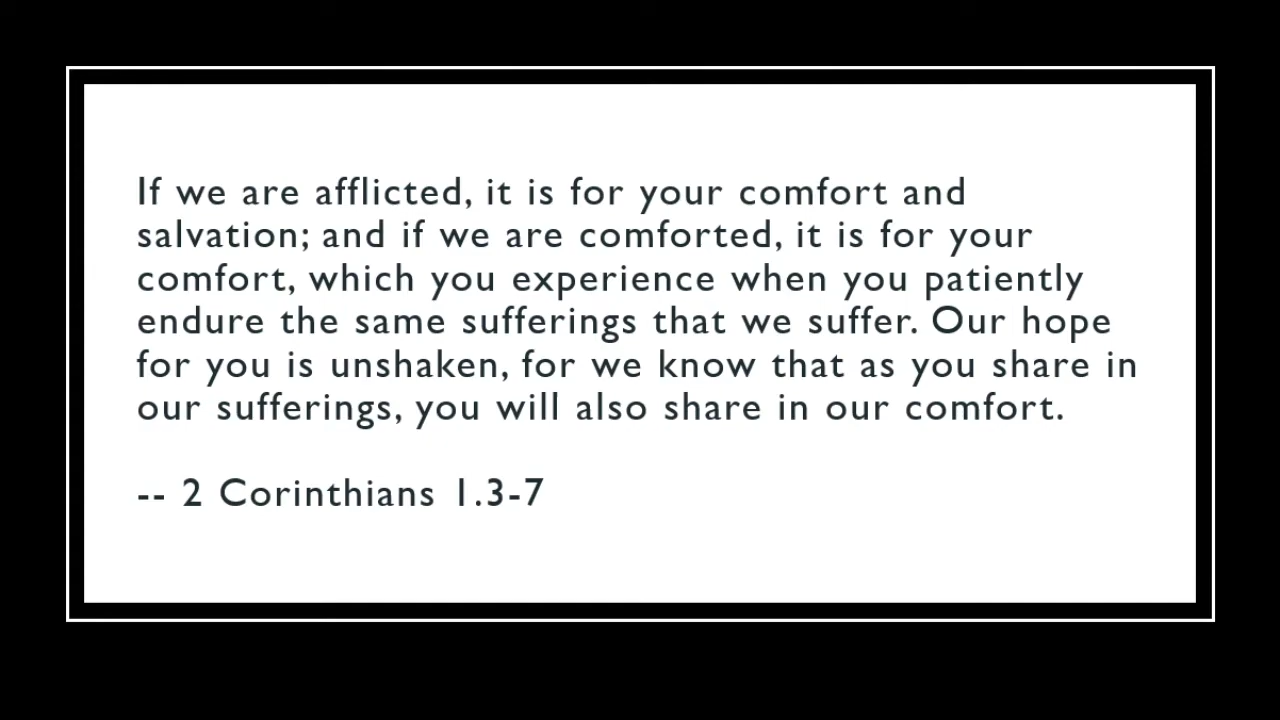 If we are afflicted, it is for your comfort and
salvation; and if we are comforted, it is for your
comfort, which you experience when you patiently
endure the same sufferings that we suffer. Our hope
for you is unshaken, for we know that as you share in
our sufferings, you will also share in our comfort.
-- 2 Corinthians 1.3-7